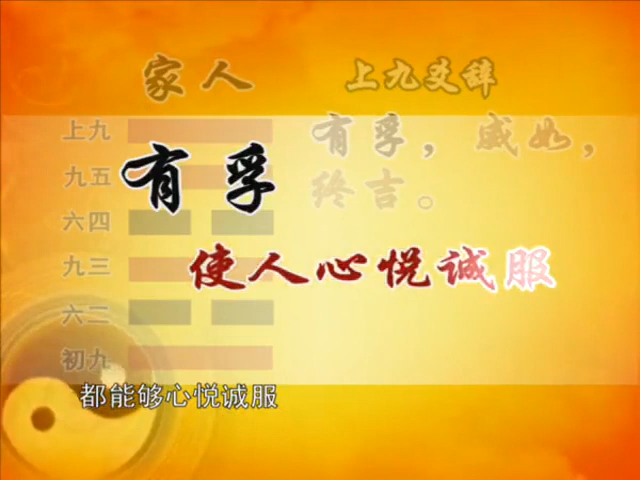 家人 上九爻辞
上九 有孚，威如，
九五 终吉。
六四
九三
六二
初九
有孚
使人心悦诚服
都能够心悦诚服